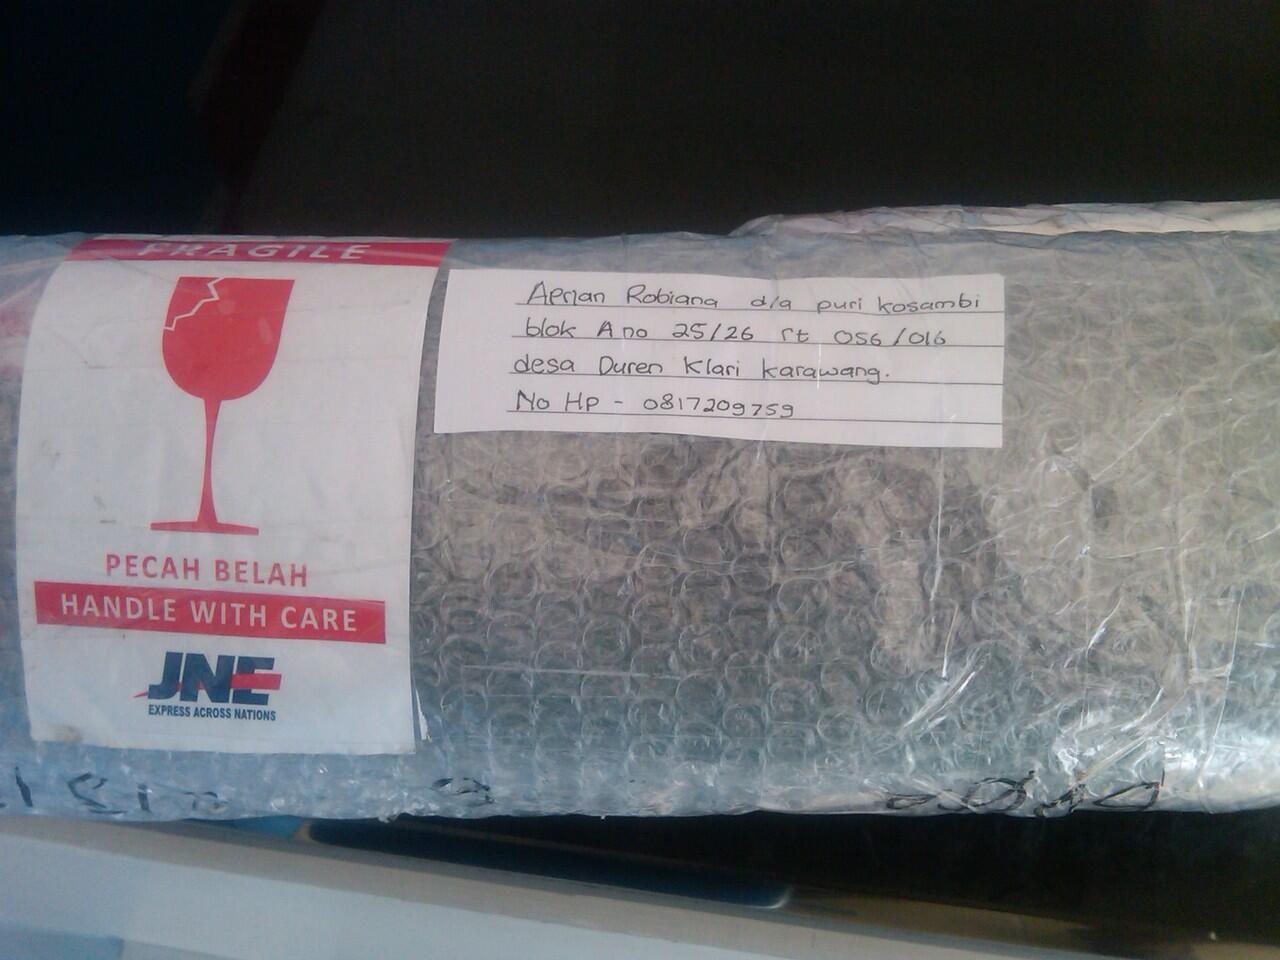 FRAGILE
PECAH BELAH
HANDLE WITH CARE
JNE
EXPRESS ACROSS NATIONS
Aprian Robiana d/a puri kosambi
blok A no 25/26 rt 056/016
desa Duren Klari karawang.
No HP - 0817209759